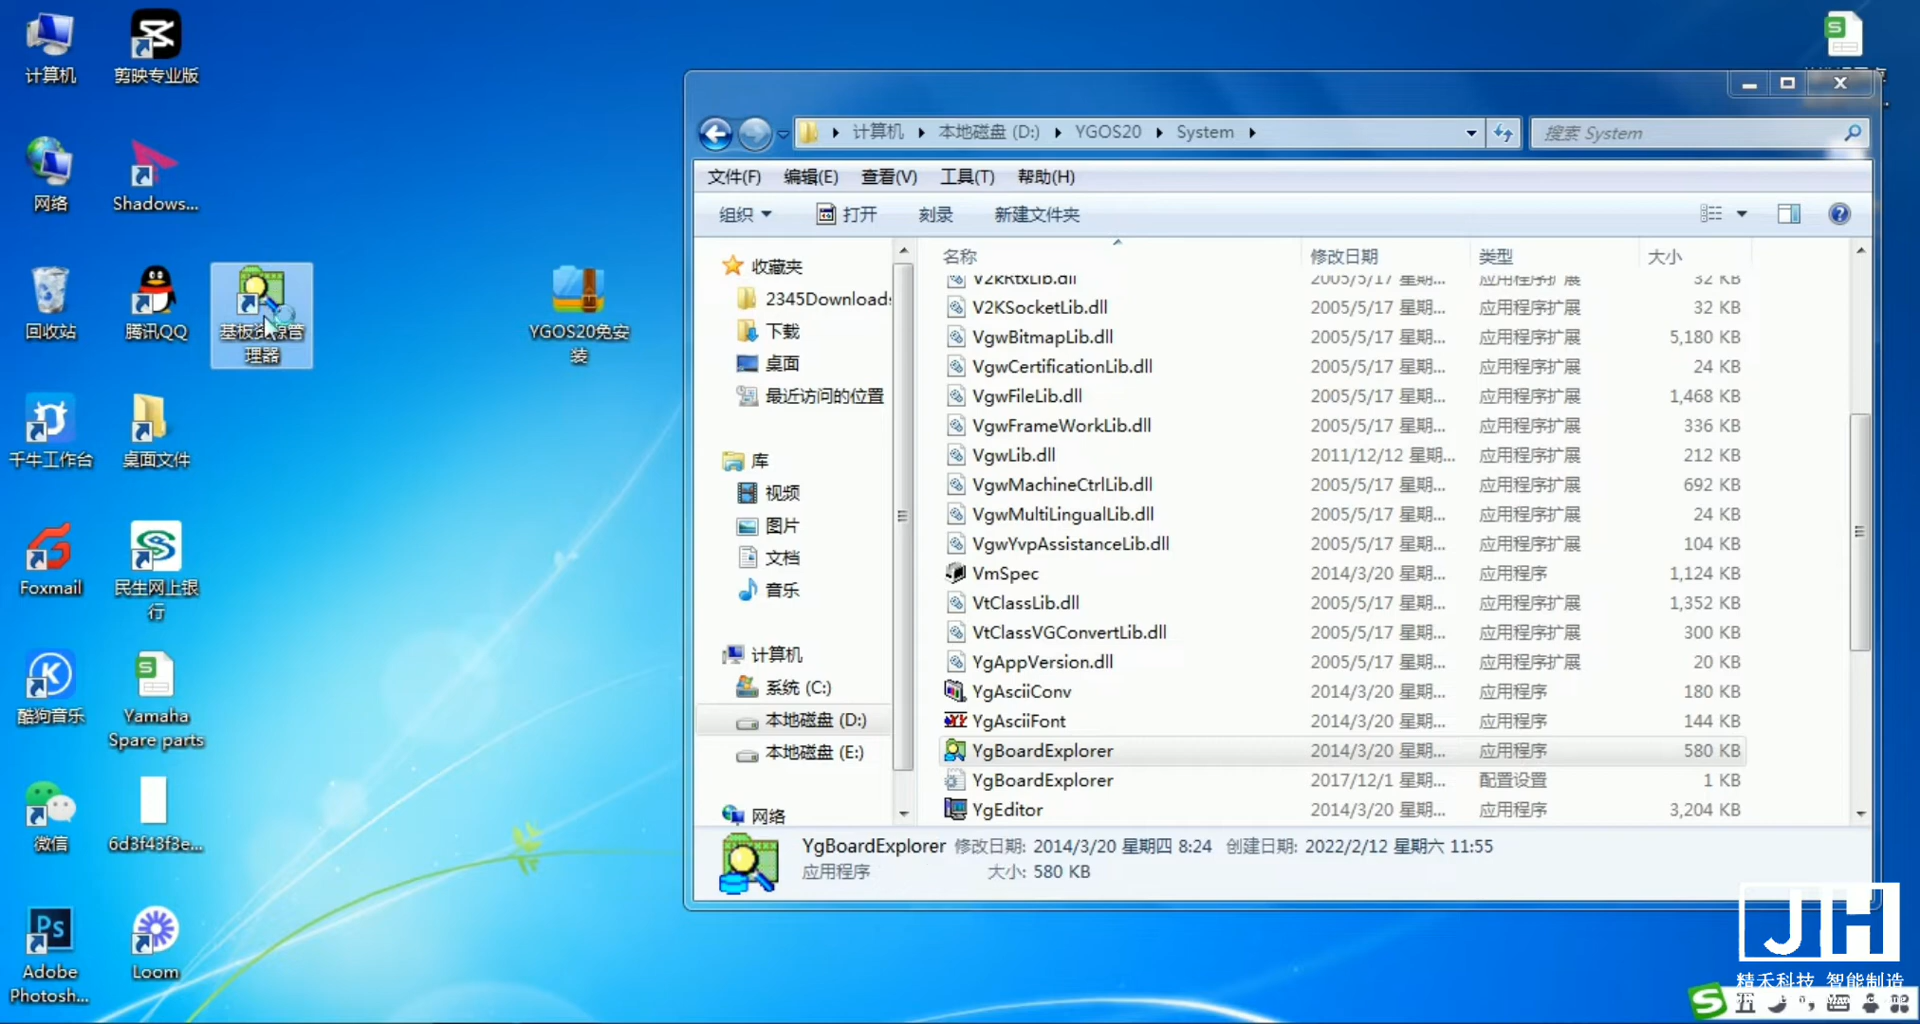 计算机
剪映专业版
网络
Shadows...
回收站
腾讯QQ
基板资源管
理器
YGOS20免安
装
千牛工作台
桌面文件
Foxmail
民生网上银
行
酷狗音乐
Yamaha
Spare parts
微信
6d3f43f3e...
Adobe
Photosh...
Loom
计算机 本地磁盘 (D:) YGOS20 System
搜索 System
文件(F) 编辑(E) 查看(V) 工具(T) 帮助(H)
组织 打开 刻录 新建文件夹
收藏夹
2345Downloads
下载
桌面
最近访问的位置
库
视频
图片
文档
音乐
计算机
系统 (C:)
本地磁盘 (D:)
本地磁盘 (E:)
网络
名称 修改日期 类型 大小
V2kRtxLib.dll 2005/5/17 星期... 应用程序扩展 32 KB
V2KSocketLib.dll 2005/5/17 星期... 应用程序扩展 32 KB
VgwBitmapLib.dll 2005/5/17 星期... 应用程序扩展 5,180 KB
VgwCertificationLib.dll 2005/5/17 星期... 应用程序扩展 24 KB
VgwFileLib.dll 2005/5/17 星期... 应用程序扩展 1,468 KB
VgwFrameWorkLib.dll 2005/5/17 星期... 应用程序扩展 336 KB
VgwLib.dll 2011/12/12 星期... 应用程序扩展 212 KB
VgwMachineCtrlLib.dll 2005/5/17 星期... 应用程序扩展 692 KB
VgwMultiLingualLib.dll 2005/5/17 星期... 应用程序扩展 24 KB
VgwYvpAssistanceLib.dll 2005/5/17 星期... 应用程序扩展 104 KB
VmSpec 2014/3/20 星期... 应用程序 1,124 KB
VtClassLib.dll 2005/5/17 星期... 应用程序扩展 1,352 KB
VtClassVGConvertLib.dll 2005/5/17 星期... 应用程序扩展 300 KB
YgAppVersion.dll 2005/5/17 星期... 应用程序扩展 20 KB
YgAsciiConv 2014/3/20 星期... 应用程序 180 KB
YgAsciiFont 2014/3/20 星期... 应用程序 144 KB
YgBoardExplorer 2014/3/20 星期... 应用程序 580 KB
YgBoardExplorer 2017/12/1 星期... 配置设置 1 KB
YgEditor 2014/3/20 星期... 应用程序 3,204 KB
YgBoardExplorer 修改日期: 2014/3/20 星期四 8:24 创建日期: 2022/2/12 星期六 11:55
应用程序 大小: 580 KB
JH
精禾科技 智能制造